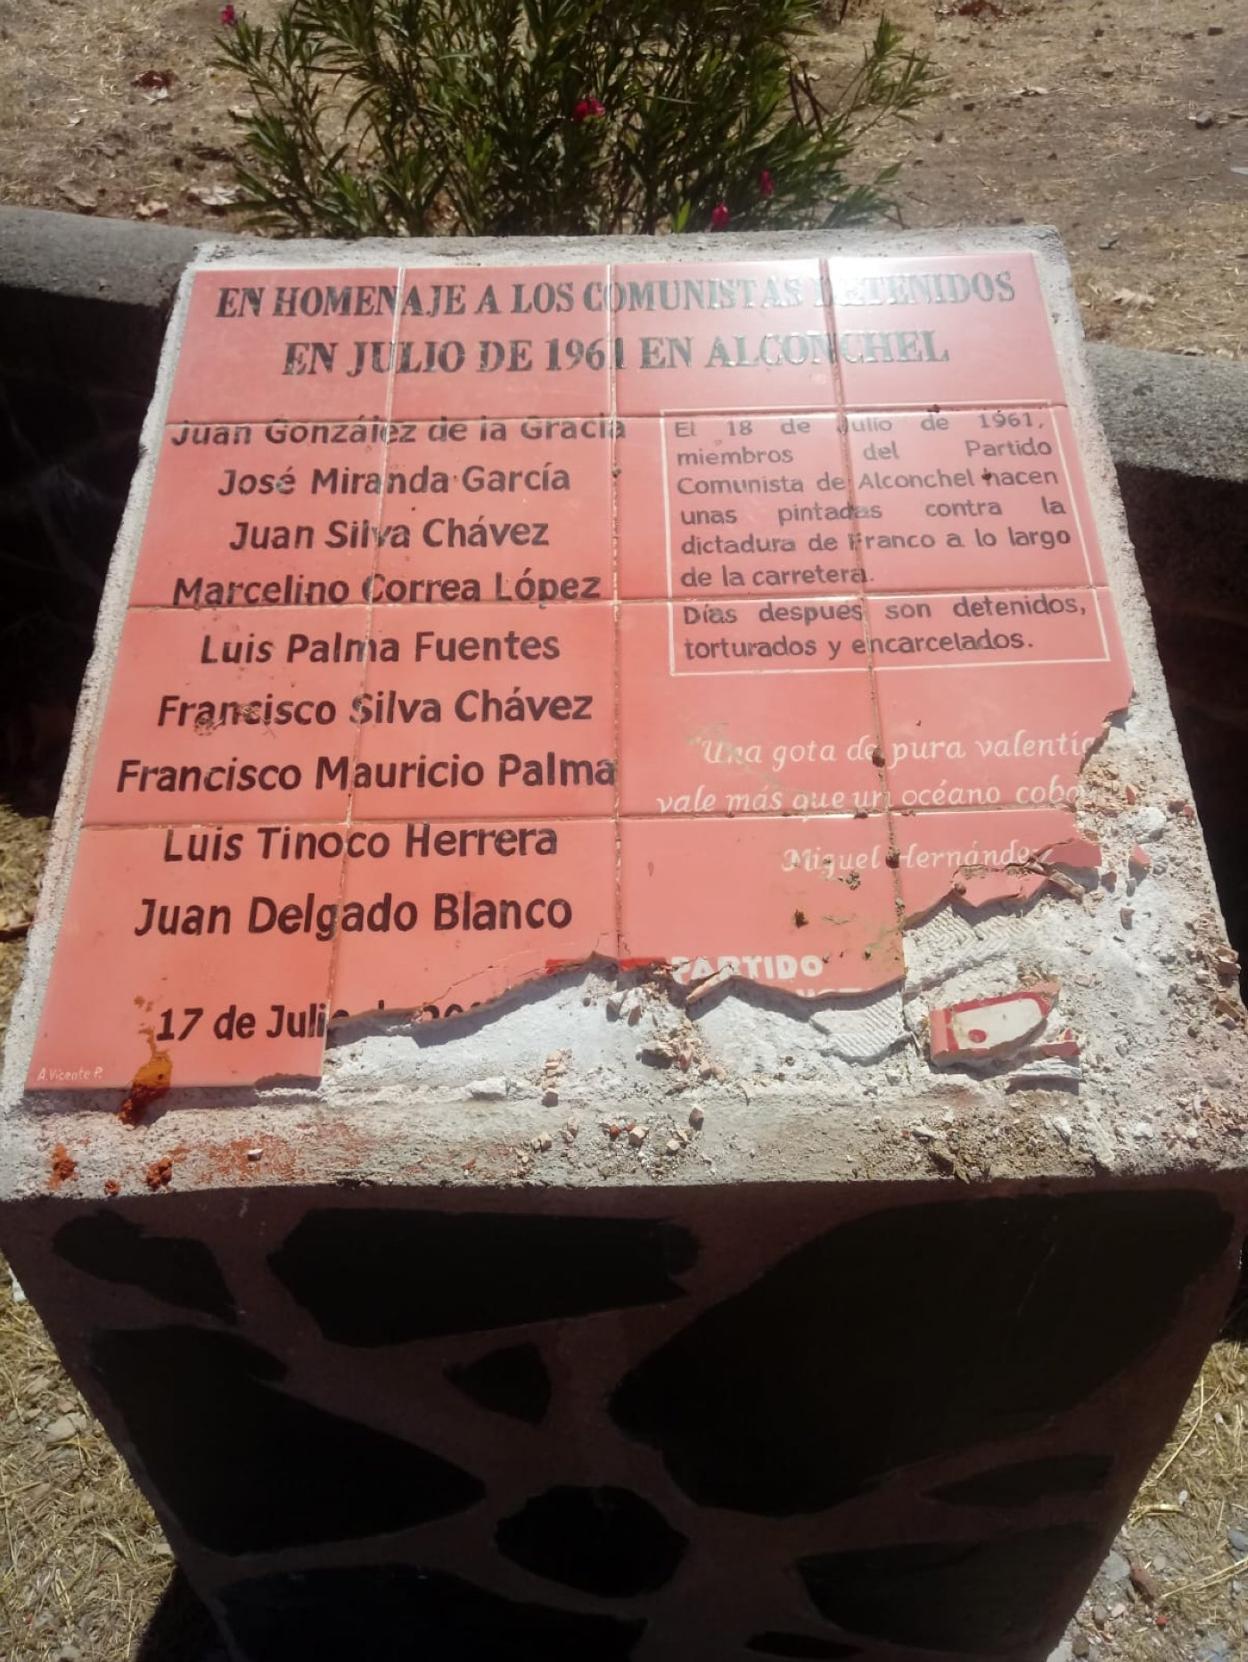 EN HOMENAJE A LOS COMUNISTAS DETENIDOS
EN JULIO DE 1961 EN ALCONCHEL
Juan González de la Gracia
José Miranda García
Juan Silva Chávez
Marcelino Correa López
Luis Palma Fuentes
Francisco Silva Chávez
Francisco Mauricio Palma
Luis Tinoco Herrera
Juan Delgado Blanco
17 de Juli
A. Vicente P.
El 18 de Julio de 1961,
miembros del Partido
Comunista de Alconchel hacen
unas pintadas contra la
dictadura de Franco a lo largo
de la carretera.
Días después son detenidos,
torturados y encarcelados.
"Una gota de pura valentía
vale más que un océano cobo
Miguel Hernández
PARTIDO